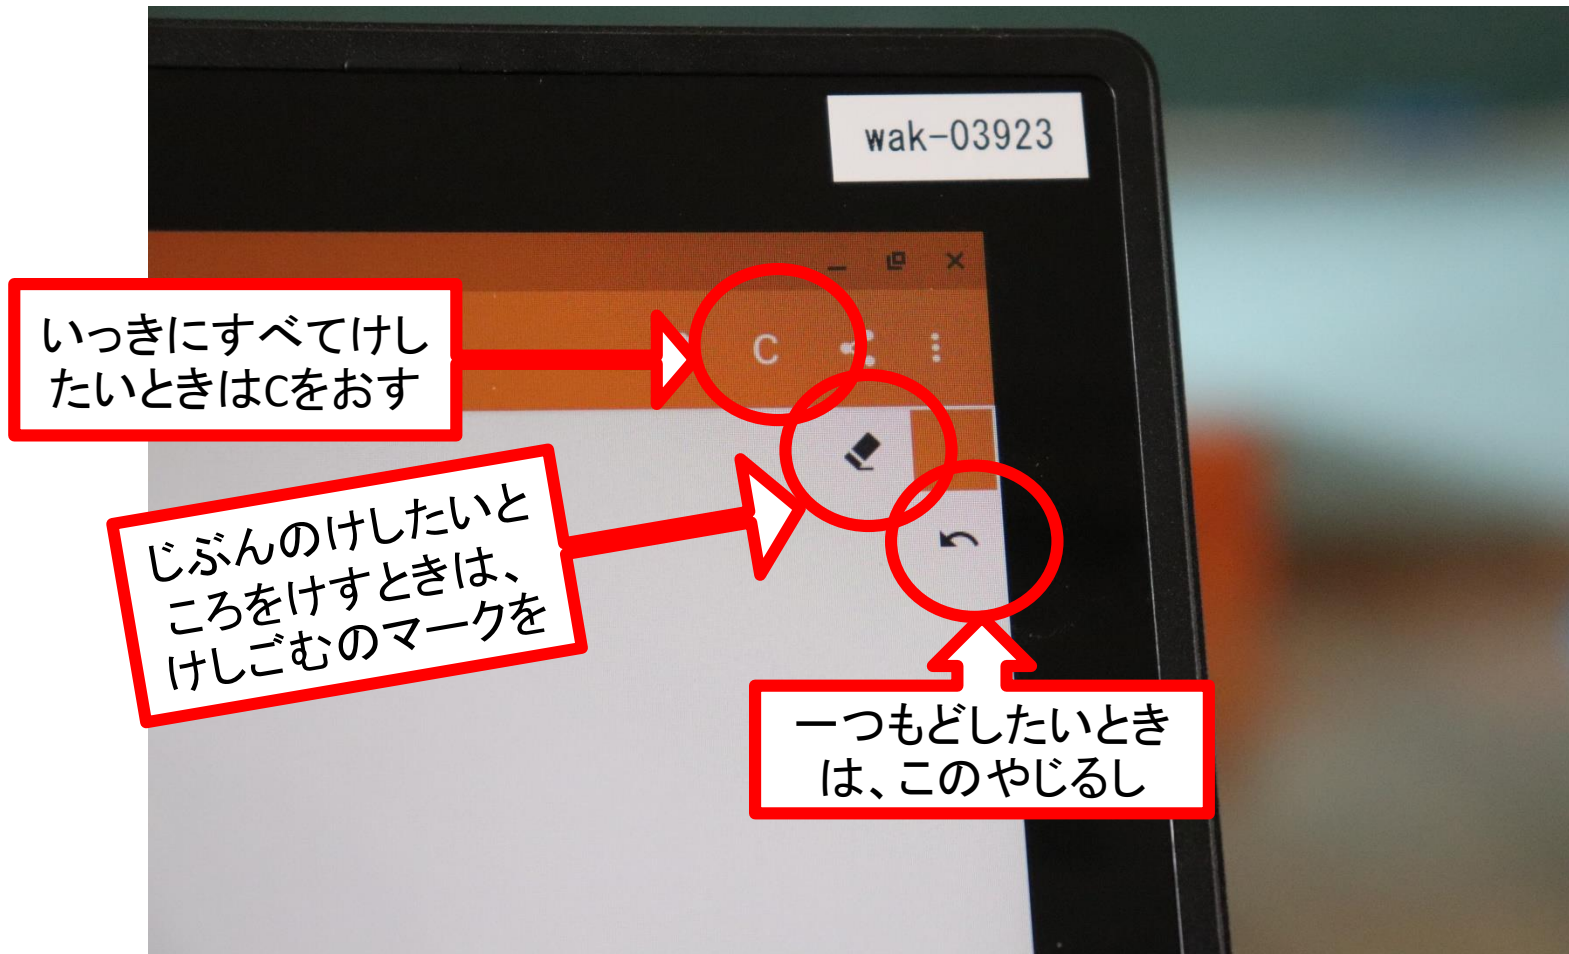 wak-03923
いっきにすべてけし
たいときはCをおす
C
じぶんのけしたいと
ころをけすときは、
けしごむのマークを
一つもどしたいとき
は、このやじるし